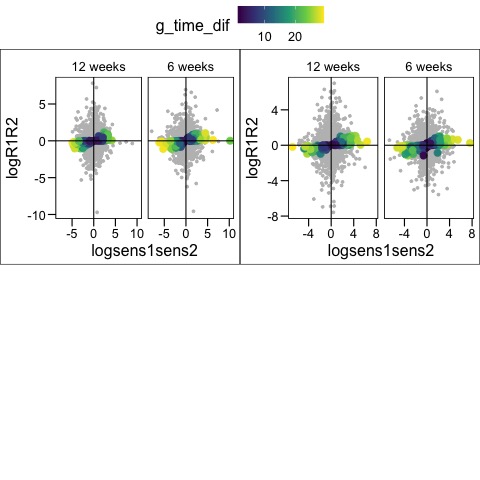 g_time_dif
10 20
12 weeks 6 weeks 12 weeks 6 weeks
logR1R2
5
0
-5
-10
-5 0 5 10 -5 0 5 10
logsens1sens2
logR1R2
4
0
-4
-8
-4 0 4 8 -4 0 4 8
logsens1sens2